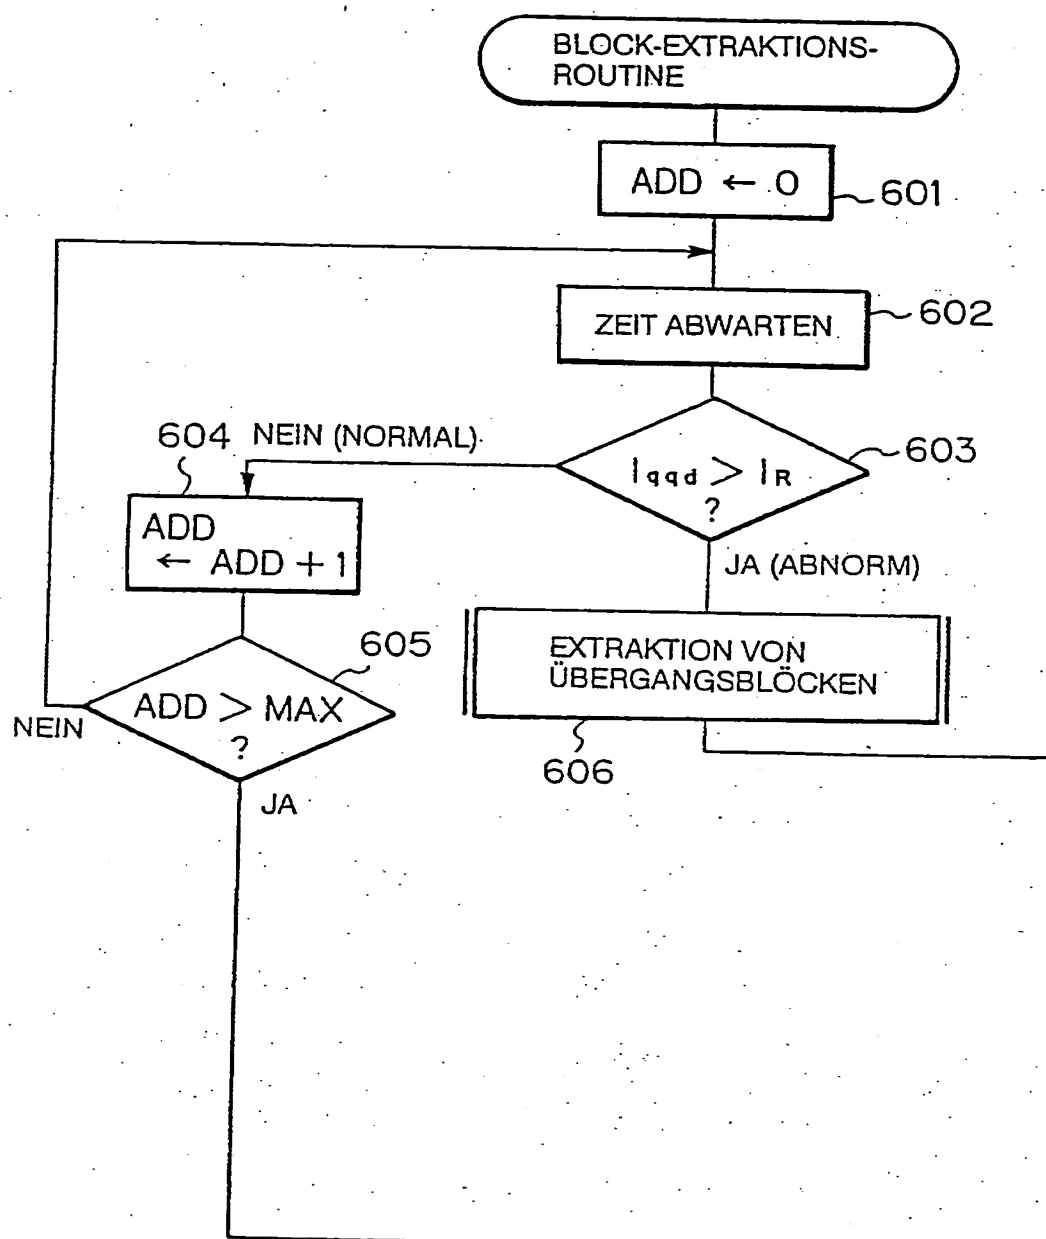 BLOCK-EXTRAKTIONS-
ROUTINE
ADD ← 0
601
ZEIT ABWARTEN
602
Iqqd > IR
?
603
NEIN (NORMAL)
604
ADD
← ADD + 1
JA (ABNORM)
605
ADD > MAX
?
NEIN
JA
EXTRAKTION VON
ÜBERGANGSBLÖCKEN
606